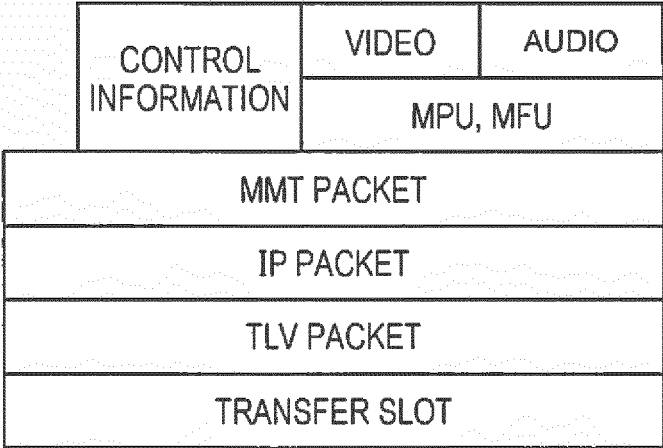 CONTROL
INFORMATION
VIDEO
AUDIO
MPU, MFU
MMT PACKET
IP PACKET
TLV PACKET
TRANSFER SLOT